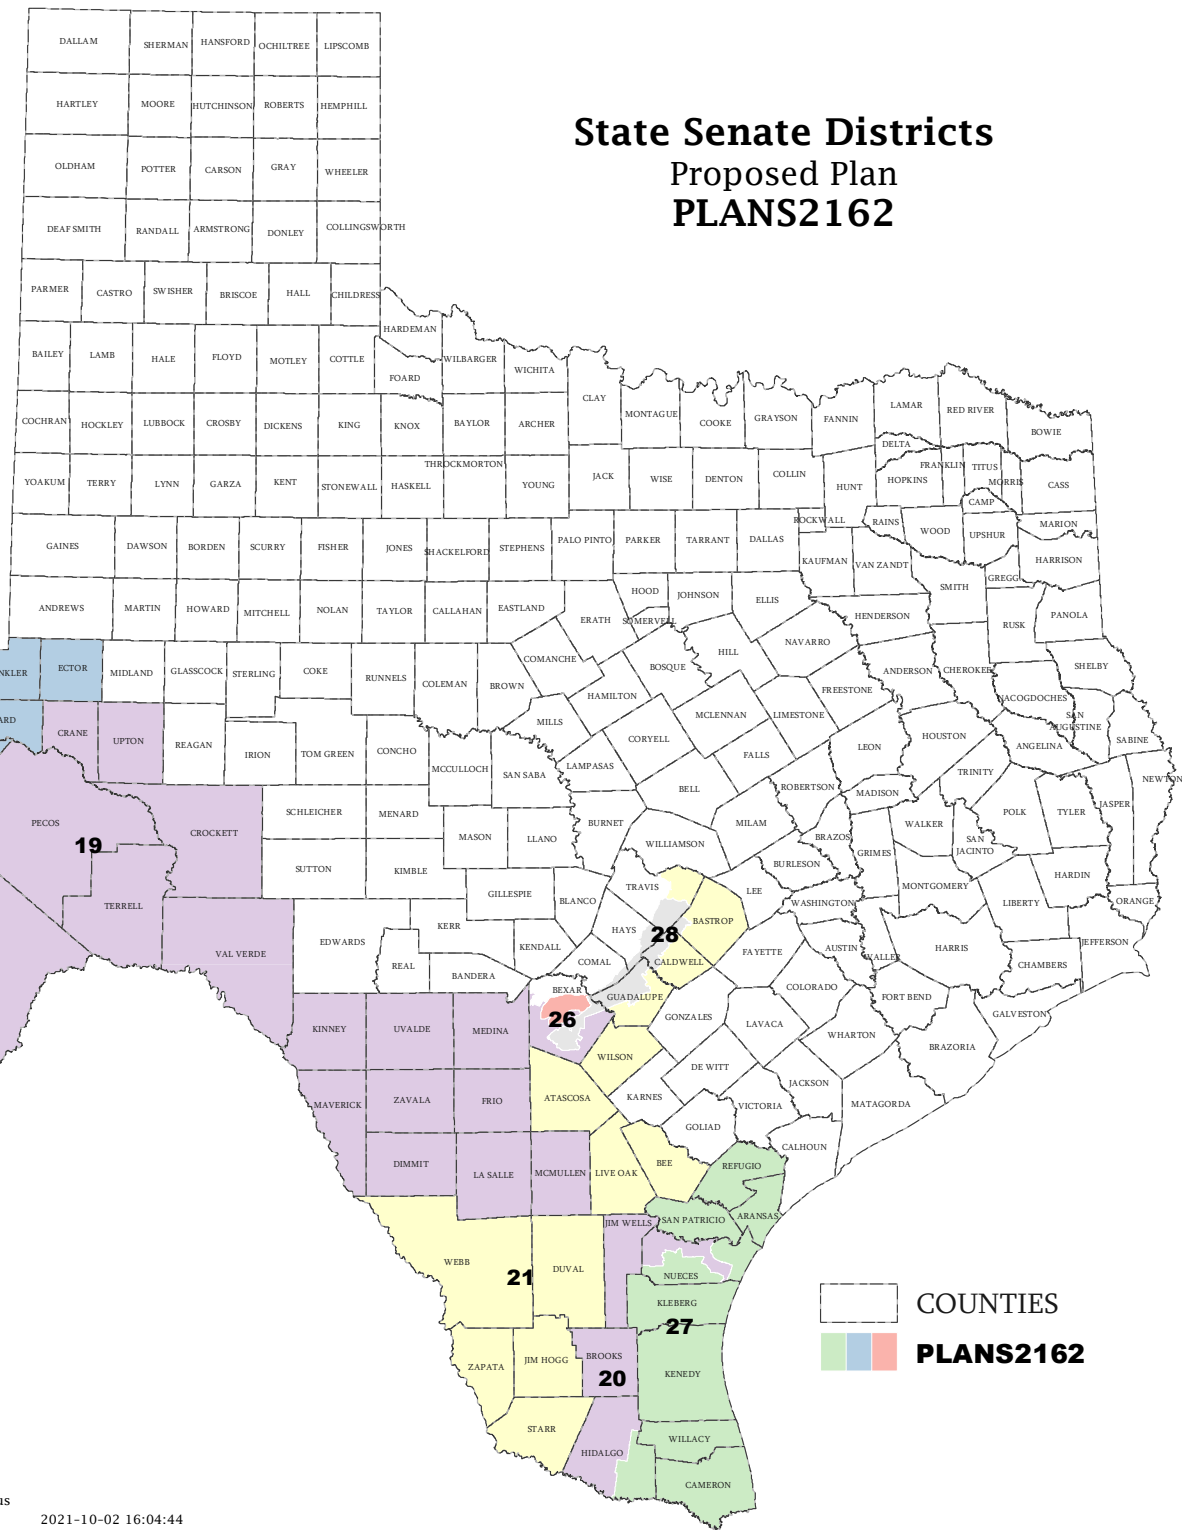 State Senate Districts
Proposed Plan
PLANS2162
DALLAM
SHERMAN
HANSFORD
OCHILTREE
LIPSCOMB
HARTLEY
MOORE
HUTCHINSON
ROBERTS
HEMPHILL
OLDHAM
POTTER
CARSON
GRAY
WHEELER
DEAF SMITH
RANDALL
ARMSTRONG
DONLEY
COLLINGSWORTH
PARMER
CASTRO
SWISHER
BRISCOE
HALL
CHILDRESS
HARDEMAN
BAILEY
LAMB
HALE
FLOYD
MOTLEY
COTTLE
FOARD
WILBARGER
WICHITA
CLAY
MONTAGUE
COOKE
GRAYSON
FANNIN
LAMAR
RED RIVER
BOWIE
COCHRAN
HOCKLEY
LUBBOCK
CROSBY
DICKENS
KING
KNOX
BAYLOR
ARCHER
DELTA
YOAKUM
TERRY
LYNN
GARZA
KENT
STONEWALL
HASKELL
THROCKMORTON
YOUNG
JACK
WISE
DENTON
COLLIN
HUNT
HOPKINS
FRANKLIN
TITUS
MORRIS
CASS
CAMP
GAINES
DAWSON
BORDEN
SCURRY
FISHER
JONES
SHACKELFORD
STEPHENS
PALO PINTO
PARKER
TARRANT
DALLAS
ROCKWALL
RAINS
WOOD
UPSHUR
MARION
KAUFMAN
VAN ZANDT
SMITH
GREGG
HARRISON
ANDREWS
MARTIN
HOWARD
MITCHELL
NOLAN
TAYLOR
CALLAHAN
EASTLAND
ERATH
HOOD
SOMERVELL
JOHNSON
ELLIS
HENDERSON
RUSK
PANOLA
NKLER
ECTOR
MIDLAND
GLASSCOCK
STERLING
COKE
RUNNELS
COLEMAN
BROWN
COMANCHE
HAMILTON
BOSQUE
HILL
NAVARRO
FREESTONE
ANDERSON
CHEROKEE
NACOGDOCHES
SHELBY
ARD
CRANE
UPTON
REAGAN
IRION
TOM GREEN
CONCHO
MCCULLOCH
SAN SABA
MILLS
LAMPASAS
CORYELL
MCLENNAN
LIMESTONE
FALLS
LEON
HOUSTON
ANGELINA
SAN
AUGUSTINE
SABINE
NEWTON
PECOS
19
CROCKETT
SCHLEICHER
MENARD
MASON
LLANO
BURNET
BELL
MILAM
ROBERTSON
MADISON
TRINITY
POLK
TYLER
JASPER
WALKER
SAN
JACINTO
TERRELL
SUTTON
KIMBLE
GILLESPIE
BLANCO
TRAVIS
WILLIAMSON
LEE
BURLESON
BRAZOS
GRIMES
WASHINGTON
MONTGOMERY
LIBERTY
HARDIN
ORANGE
JEFFERSON
VAL VERDE
EDWARDS
REAL
KERR
BANDERA
KENDALL
COMAL
HAYS
28
BASTROP
CALDWELL
FAYETTE
AUSTIN
WALLER
HARRIS
CHAMBERS
KINNEY
UVALDE
MEDINA
BEXAR
26
GUADALUPE
GONZALES
LAVACA
COLORADO
WHARTON
FORT BEND
GALVESTON
BRAZORIA
MAVERICK
ZAVALA
FRIO
ATASCOSA
WILSON
KARNES
DE WITT
GOLIAD
VICTORIA
JACKSON
MATAGORDA
CALHOUN
DIMMIT
LA SALLE
MCMULLEN
LIVE OAK
BEE
REFUGIO
ARANSAS
SAN PATRICIO
WEBB
21
DUVAL
JIM WELLS
NUECES
KLEBERG
27
KENEDY
ZAPATA
JIM HOGG
BROOKS
20
STARR
HIDALGO
WILLACY
CAMERON
COUNTIES
PLANS2162
us
2021-10-02 16:04:44